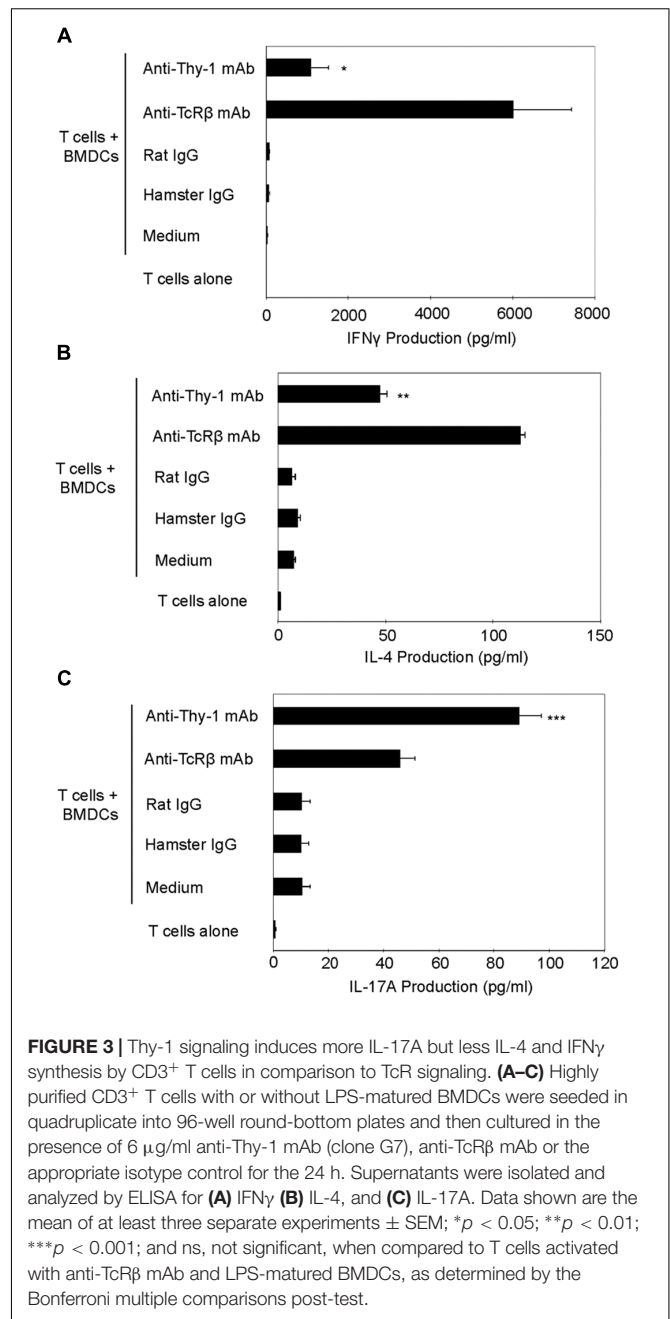 A
Anti-Thy-1 mAb
*
Anti-TcRβ mAb
T cells +
BMDCs
Rat IgG
Hamster IgG
Medium
T cells alone
0 2000 4000 6000 8000
IFNγ Production (pg/ml)
B
Anti-Thy-1 mAb
**
Anti-TcRβ mAb
T cells +
BMDCs
Rat IgG
Hamster IgG
Medium
T cells alone
0 50 100 150
IL-4 Production (pg/ml)
C
Anti-Thy-1 mAb
***
Anti-TcRβ mAb
T cells +
BMDCs
Rat IgG
Hamster IgG
Medium
T cells alone
0 20 40 60 80 100 120
IL-17A Production (pg/ml)
FIGURE 3 | Thy-1 signaling induces more IL-17A but less IL-4 and IFNγ
synthesis by CD3⁺ T cells in comparison to TcR signaling. (A–C) Highly
purified CD3⁺ T cells with or without LPS-matured BMDCs were seeded in
quadruplicate into 96-well round-bottom plates and then cultured in the
presence of 6 μg/ml anti-Thy-1 mAb (clone G7), anti-TcRβ mAb or the
appropriate isotype control for the 24 h. Supernatants were isolated and
analyzed by ELISA for (A) IFNγ (B) IL-4, and (C) IL-17A. Data shown are the
mean of at least three separate experiments ± SEM; *p < 0.05; **p < 0.01;
***p < 0.001; and ns, not significant, when compared to T cells activated
with anti-TcRβ mAb and LPS-matured BMDCs, as determined by the
Bonferroni multiple comparisons post-test.